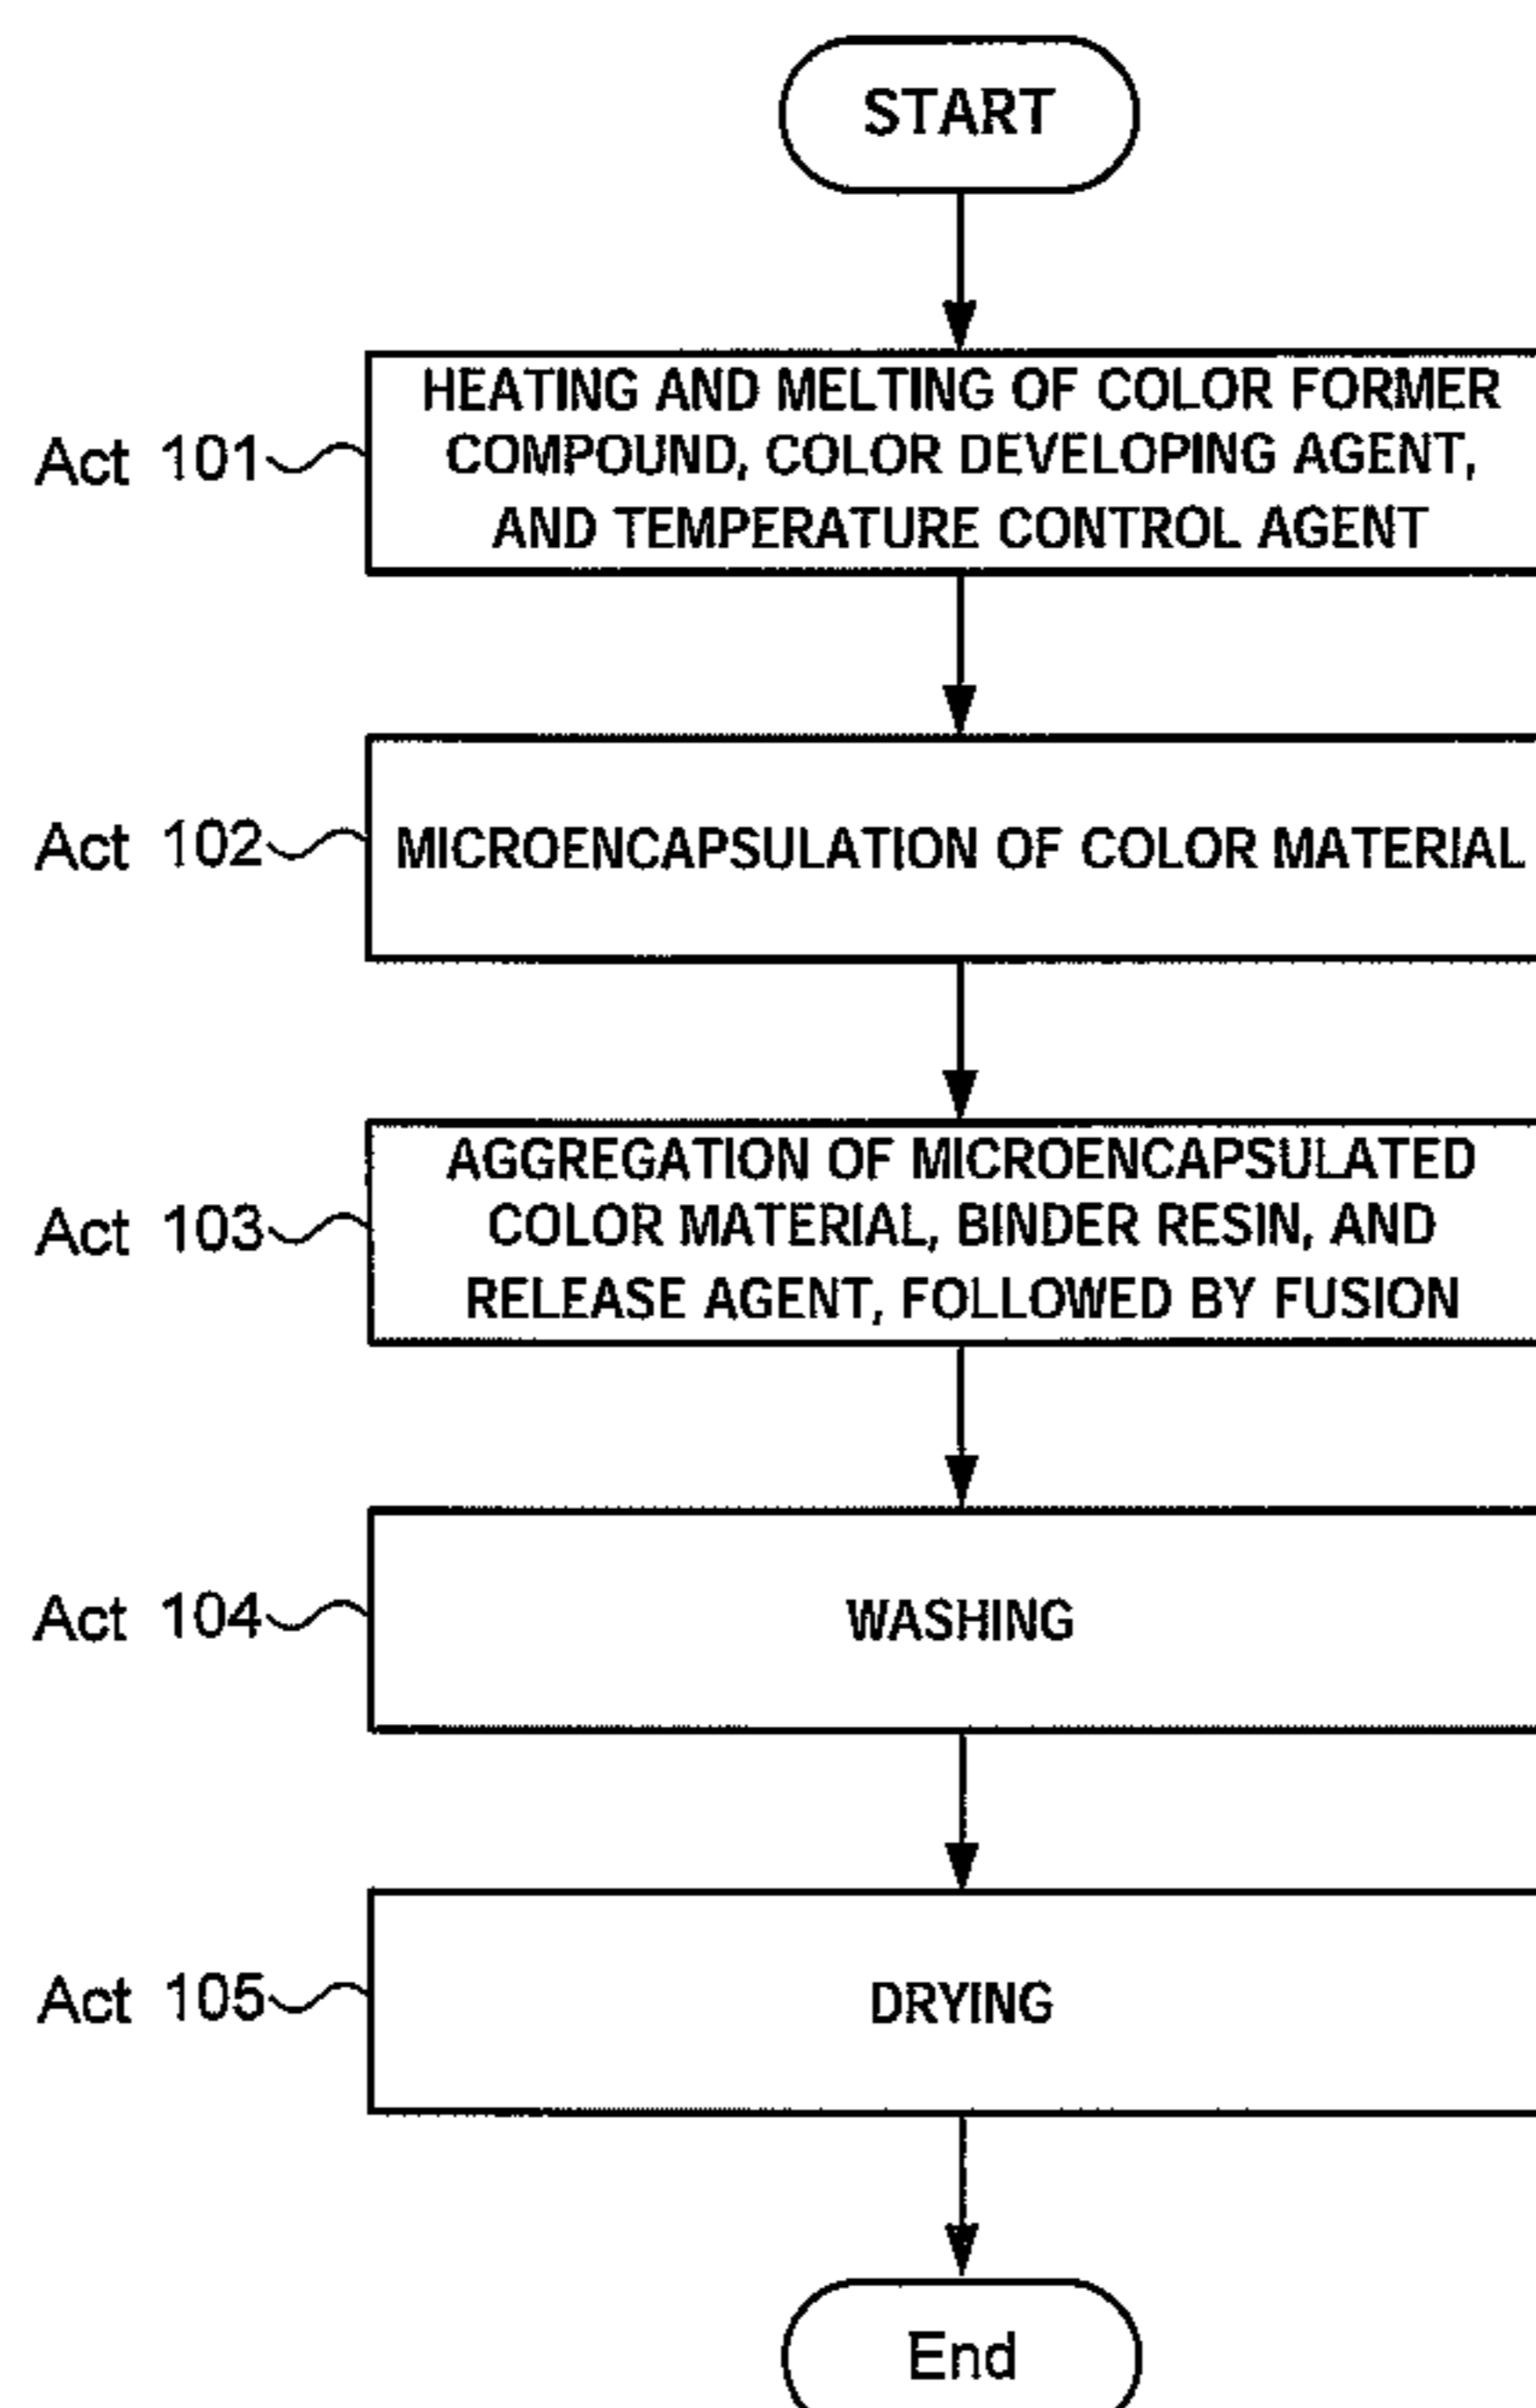 START
Act 101
HEATING AND MELTING OF COLOR FORMER
COMPOUND, COLOR DEVELOPING AGENT,
AND TEMPERATURE CONTROL AGENT
Act 102
MICROENCAPSULATION OF COLOR MATERIAL
Act 103
AGGREGATION OF MICROENCAPSULATED
COLOR MATERIAL, BINDER RESIN, AND
RELEASE AGENT, FOLLOWED BY FUSION
Act 104
WASHING
Act 105
DRYING
End